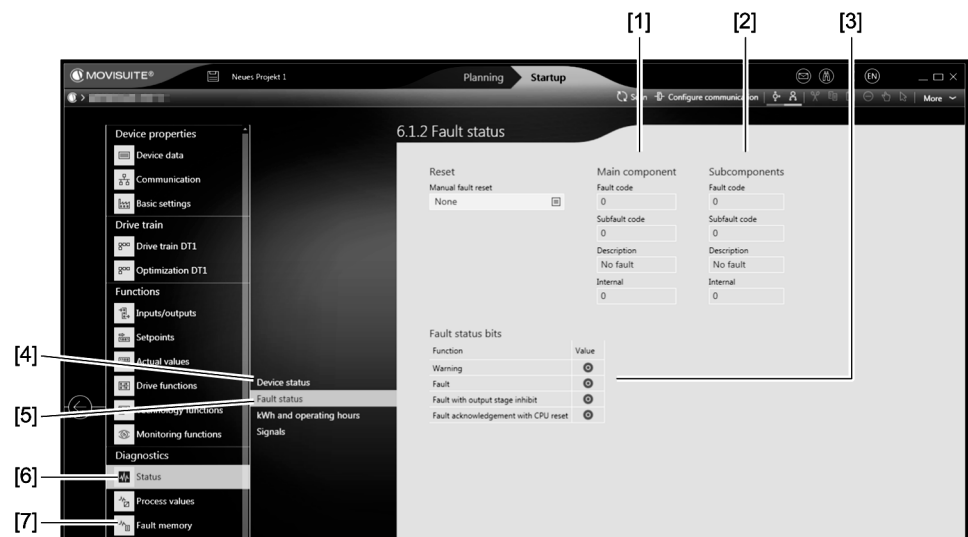 [1] [2] [3]
MOVISUITE® Neues Projekt 1 Planning Startup EN
Configure communication More
Device properties
Device data
Communication
Basic settings
Drive train
Drive train DT1
Optimization DT1
Functions
Inputs/outputs
Setpoints
[4] Actual values
Drive functions
[5] Technology functions
Monitoring functions
Diagnostics
[6] Status
Process values
[7] Fault memory
Device status
Fault status
kWh and operating hours
Signals
6.1.2 Fault status
Reset
Manual fault reset
None
Main component
Fault code
0
Subfault code
0
Description
No fault
Internal
0
Subcomponents
Fault code
0
Subfault code
0
Description
No fault
Internal
0
Fault status bits
Function Value
Warning
Fault
Fault with output stage inhibit
Fault acknowledgement with CPU reset